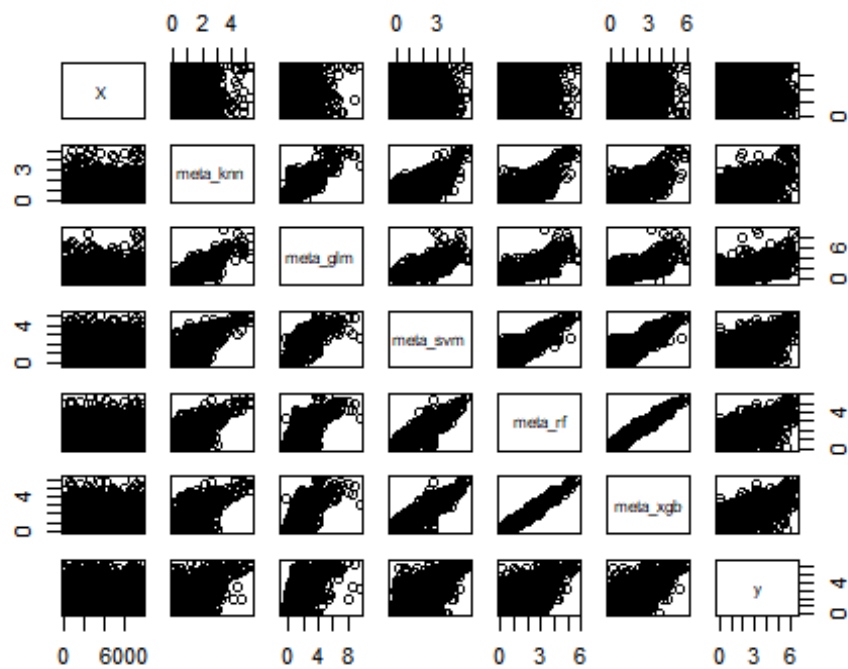 0 2 4 0 3 0 3 6
X 0
0 3 meta_knn
meta_glm 0 6
0 4 meta_svm
meta_rf 0 4
0 4 meta_xgb
y 0 4
0 6000 0 4 8 0 3 6 0 3 6